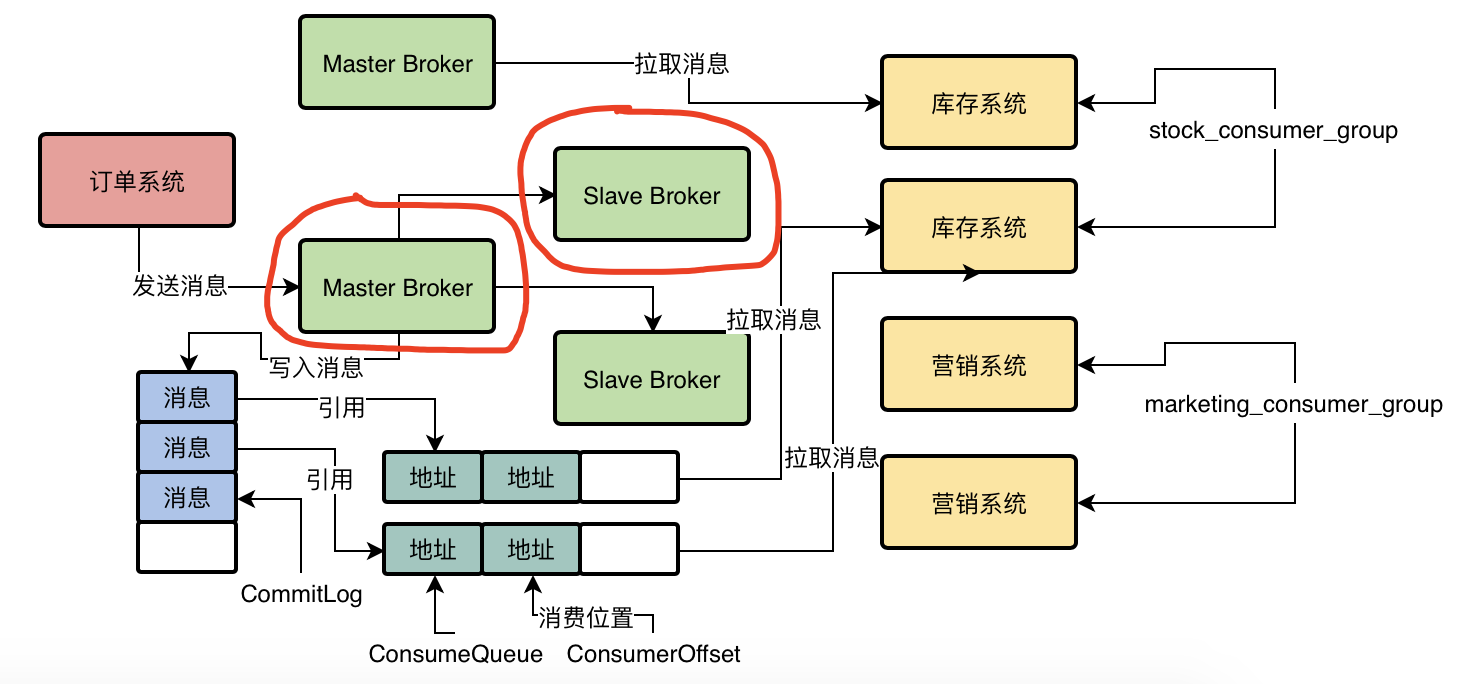 Master Broker
拉取消息
库存系统
stock_consumer_group
订单系统
Slave Broker
库存系统
发送消息
Master Broker
拉取消息
写入消息
Slave Broker
营销系统
marketing_consumer_group
消息
引用
消息
引用
消息
地址
地址
拉取消息
营销系统
地址
地址
CommitLog
消费位置
ConsumeQueue
ConsumerOffset